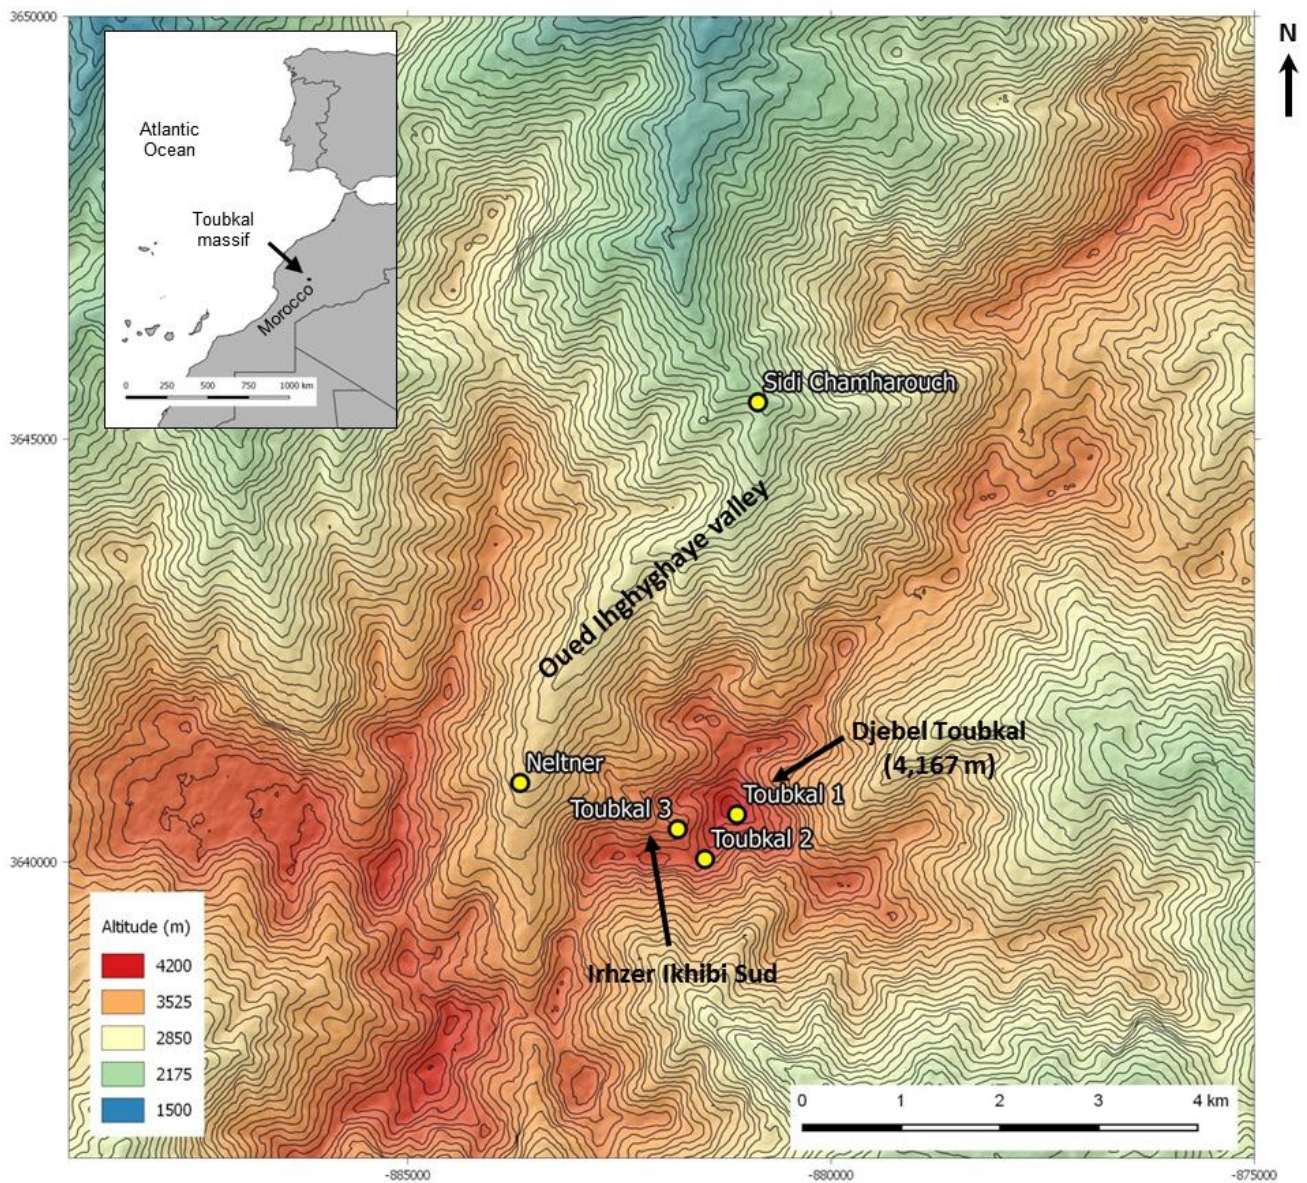 3650000
N
Atlantic
Ocean
Toubkal
massif
Morocco
0 250 500 750 1000 km
Sidi Chamharouch
3645000
Oued Ihghyghaye valley
Djebel Toubkal
(4,167 m)
Neltner
Toubkal 1
Toubkal 3
Toubkal 2
3640000
Irhzer Ikhibi Sud
Altitude (m)
4200
3525
2850
2175
1500
0 1 2 3 4 km
-885000 -880000 -875000